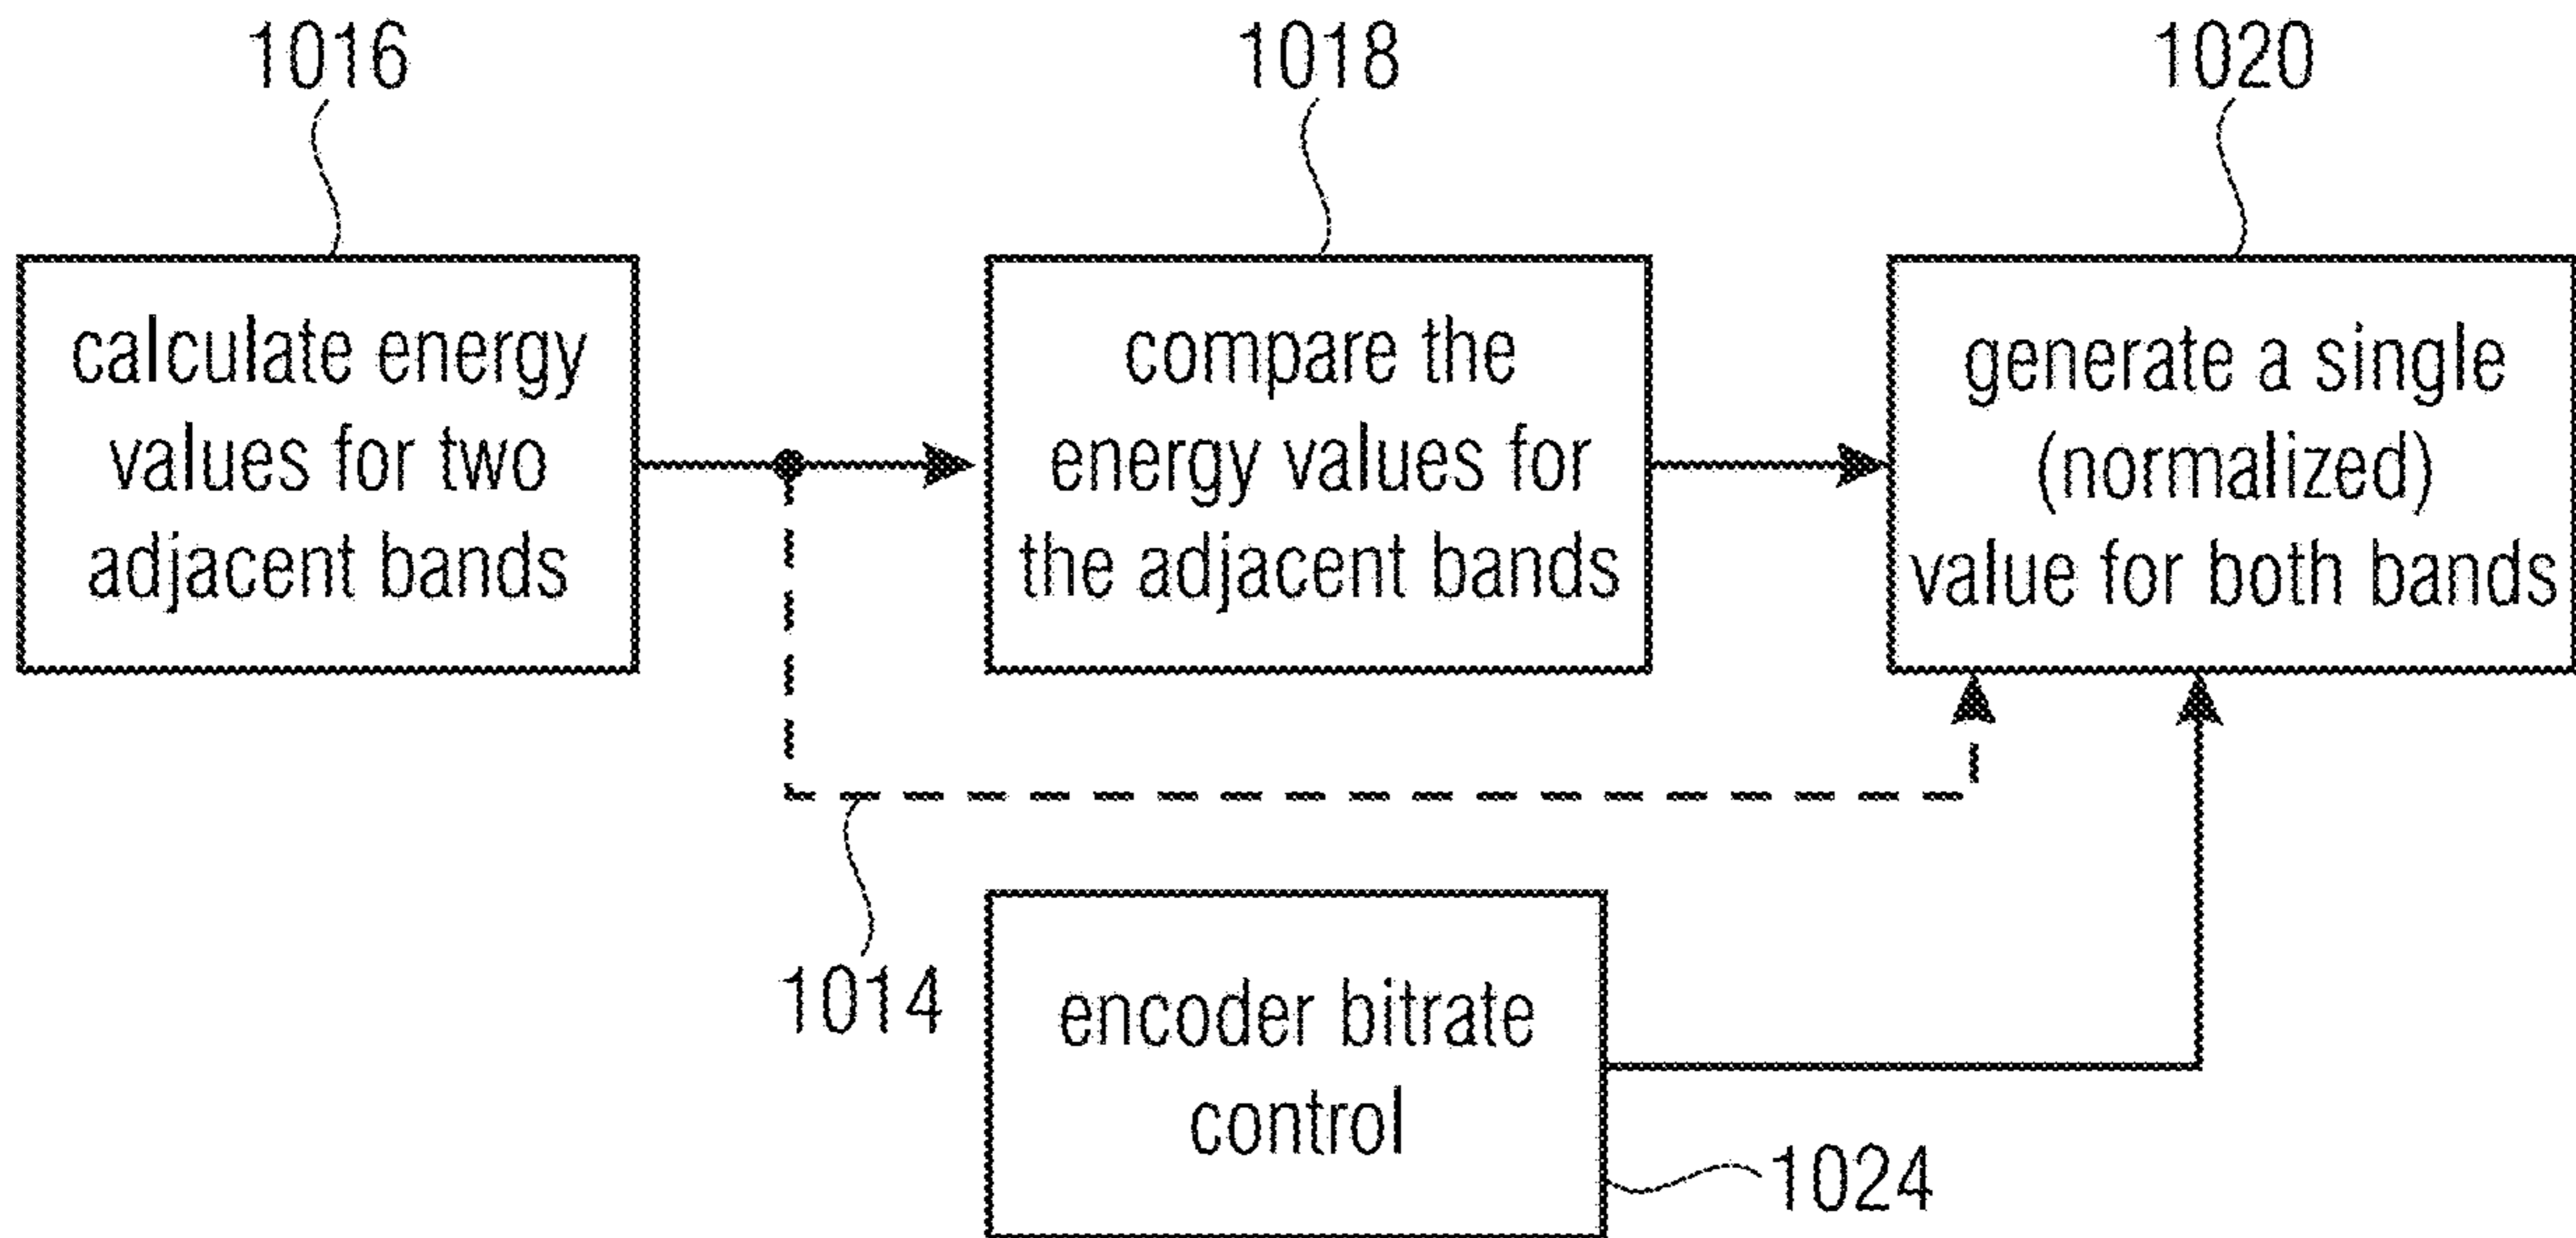 1016
1018
1020
calculate energy
values for two
adjacent bands
compare the
energy values for
the adjacent bands
generate a single
(normalized)
value for both bands
1014
encoder bitrate
control
1024